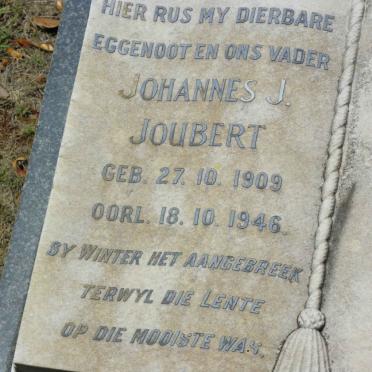 HIER RUS MY DIERBARE
EGGENOOT EN ONS VADER
JOHANNES J.
JOUBERT
GEB. 27. 10. 1909
OORL. 18. 10. 1946.
SY WINTER HET AANGEBREEK
TERWYL DIE LENTE
OP DIE MOOISTE WAS.